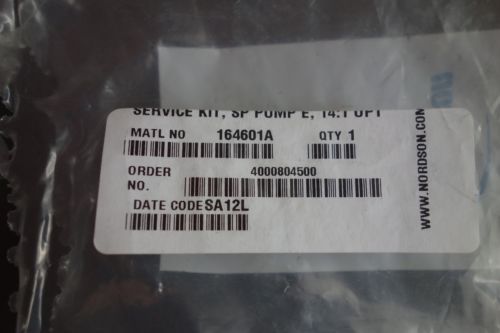 SERVICE KIT, SP PUMP E, 14:1 OPT
MATL NO 164601A QTY 1
ORDER NO. 4000804500
DATE CODE SA12L
WWW.NORDSON.COM